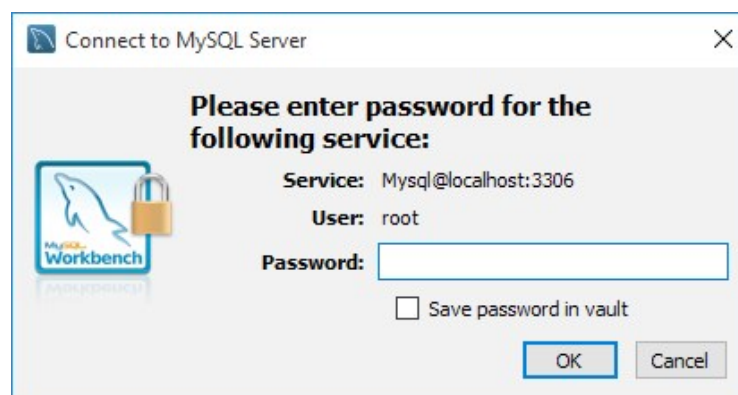 Connect to MySQL Server
Please enter password for the
following service:
Service: Mysql@localhost:3306
User: root
MySQL
Workbench
Password:
Save password in vault
OK Cancel